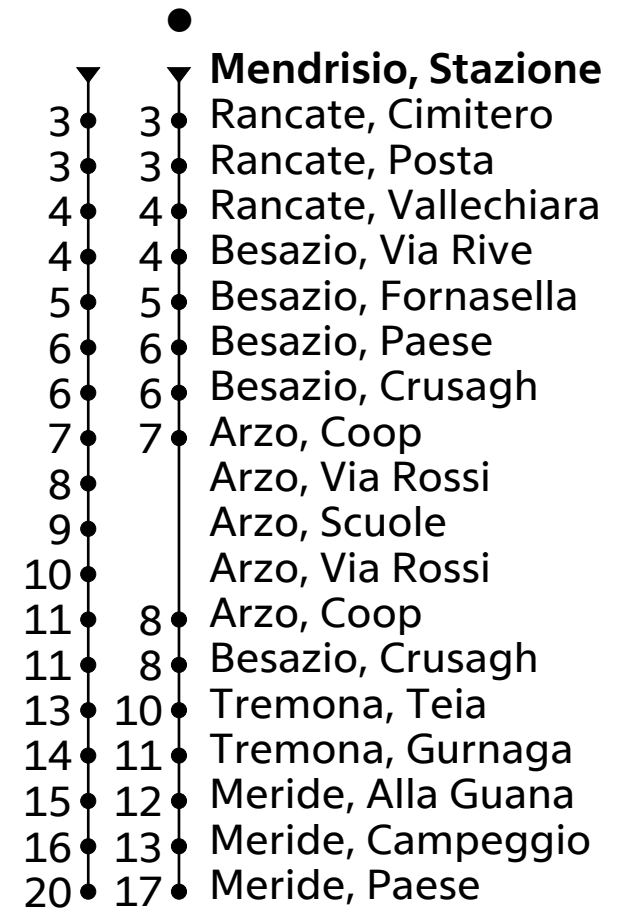 Mendrisio, Stazione
3 3 Rancate, Cimitero
3 3 Rancate, Posta
4 4 Rancate, Vallechiara
4 4 Besazio, Via Rive
5 5 Besazio, Fornasella
6 6 Besazio, Paese
6 6 Besazio, Crusagh
7 7 Arzo, Coop
8 Arzo, Via Rossi
9 Arzo, Scuole
10 Arzo, Via Rossi
11 8 Arzo, Coop
11 8 Besazio, Crusagh
13 10 Tremona, Teia
14 11 Tremona, Gurnaga
15 12 Meride, Alla Guana
16 13 Meride, Campeggio
20 17 Meride, Paese